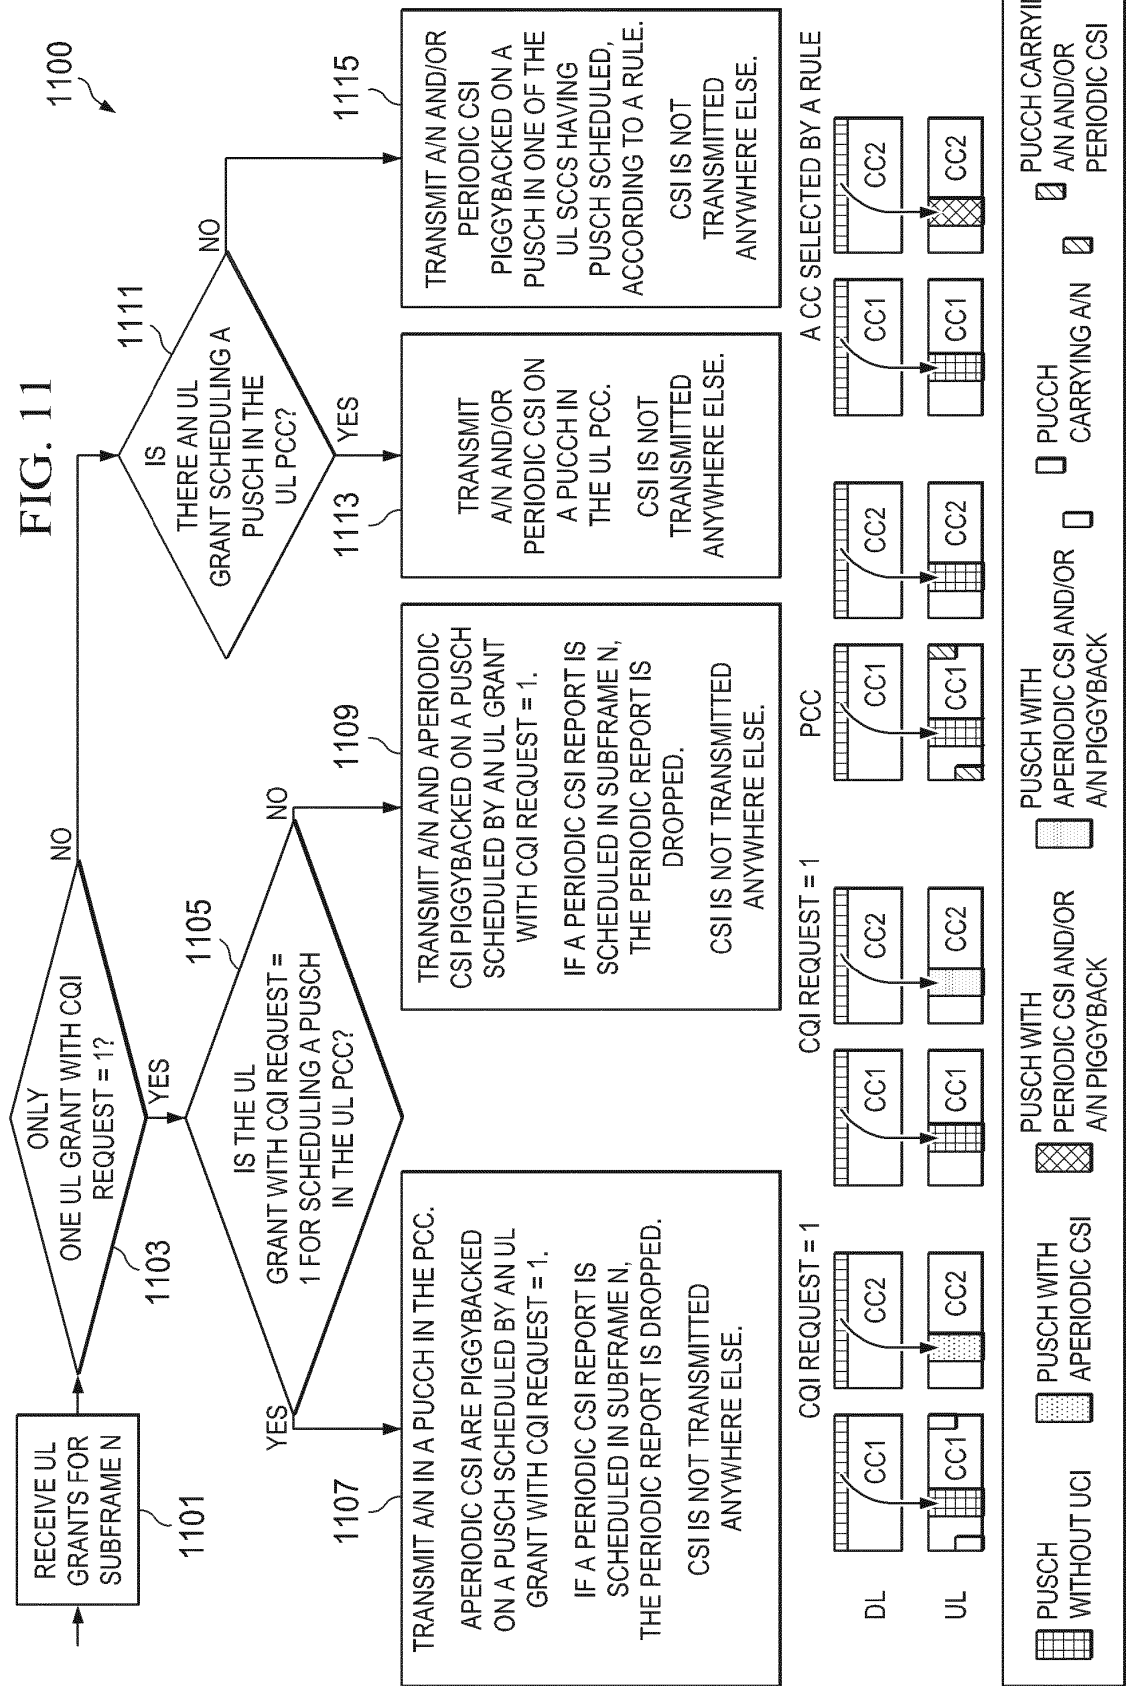 FIG. 11
1100
RECEIVE UL
GRANTS FOR
SUBFRAME N
1101
ONLY
ONE UL GRANT WITH CQI
REQUEST = 1?
1103
NO
YES
IS THE UL
GRANT WITH CQI REQUEST =
1 FOR SCHEDULING A PUSCH
IN THE UL PCC?
1105
YES
NO
IS
THERE AN UL
GRANT SCHEDULING A
PUSCH IN THE
UL PCC?
1111
NO
YES
1107
TRANSMIT A/N IN A PUCCH IN THE PCC.
APERIODIC CSI ARE PIGGYBACKED
ON A PUSCH SCHEDULED BY AN UL
GRANT WITH CQI REQUEST = 1.
IF A PERIODIC CSI REPORT IS
SCHEDULED IN SUBFRAME N,
THE PERIODIC REPORT IS DROPPED.
CSI IS NOT TRANSMITTED
ANYWHERE ELSE.
1109
TRANSMIT A/N AND APERIODIC
CSI PIGGYBACKED ON A PUSCH
SCHEDULED BY AN UL GRANT
WITH CQI REQUEST = 1.
IF A PERIODIC CSI REPORT IS
SCHEDULED IN SUBFRAME N,
THE PERIODIC REPORT IS
DROPPED.
CSI IS NOT TRANSMITTED
ANYWHERE ELSE.
1113
TRANSMIT
A/N AND/OR
PERIODIC CSI ON
A PUCCH IN
THE UL PCC.
CSI IS NOT
TRANSMITTED
ANYWHERE ELSE.
1115
TRANSMIT A/N AND/OR
PERIODIC CSI
PIGGYBACKED ON A
PUSCH IN ONE OF THE
UL SCCS HAVING
PUSCH SCHEDULED,
ACCORDING TO A RULE.
CSI IS NOT
TRANSMITTED
ANYWHERE ELSE.
CQI REQUEST = 1
CQI REQUEST = 1
PCC
A CC SELECTED BY A RULE
DL
CC1
CC2
CC1
CC2
CC1
CC2
CC1
CC2
UL
CC1
CC2
CC1
CC2
CC1
CC2
CC1
CC2
PUSCH
WITHOUT UCI
PUSCH WITH
APERIODIC CSI
PUSCH WITH
PERIODIC CSI AND/OR
A/N PIGGYBACK
PUSCH WITH
APERIODIC CSI AND/OR
A/N PIGGYBACK
PUCCH
CARRYING A/N
PUCCH CARRYIN
A/N AND/OR
PERIODIC CSI